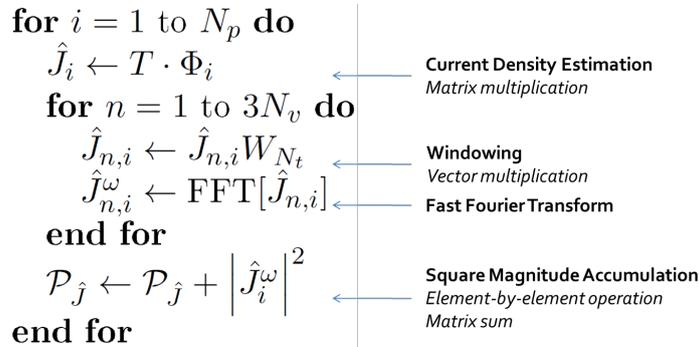 for i = 1 to N_p do
Ĵ_i ← T · Φ_i
Current Density Estimation
Matrix multiplication
for n = 1 to 3N_v do
Ĵ_{n,i} ← Ĵ_{n,i}W_{N_t}
Windowing
Vector multiplication
Ĵ^ω_{n,i} ← FFT[Ĵ_{n,i}]
Fast Fourier Transform
end for
𝒫_Ĵ ← 𝒫_Ĵ + |Ĵ^ω_i|^2
Square Magnitude Accumulation
Element-by-element operation
Matrix sum
end for